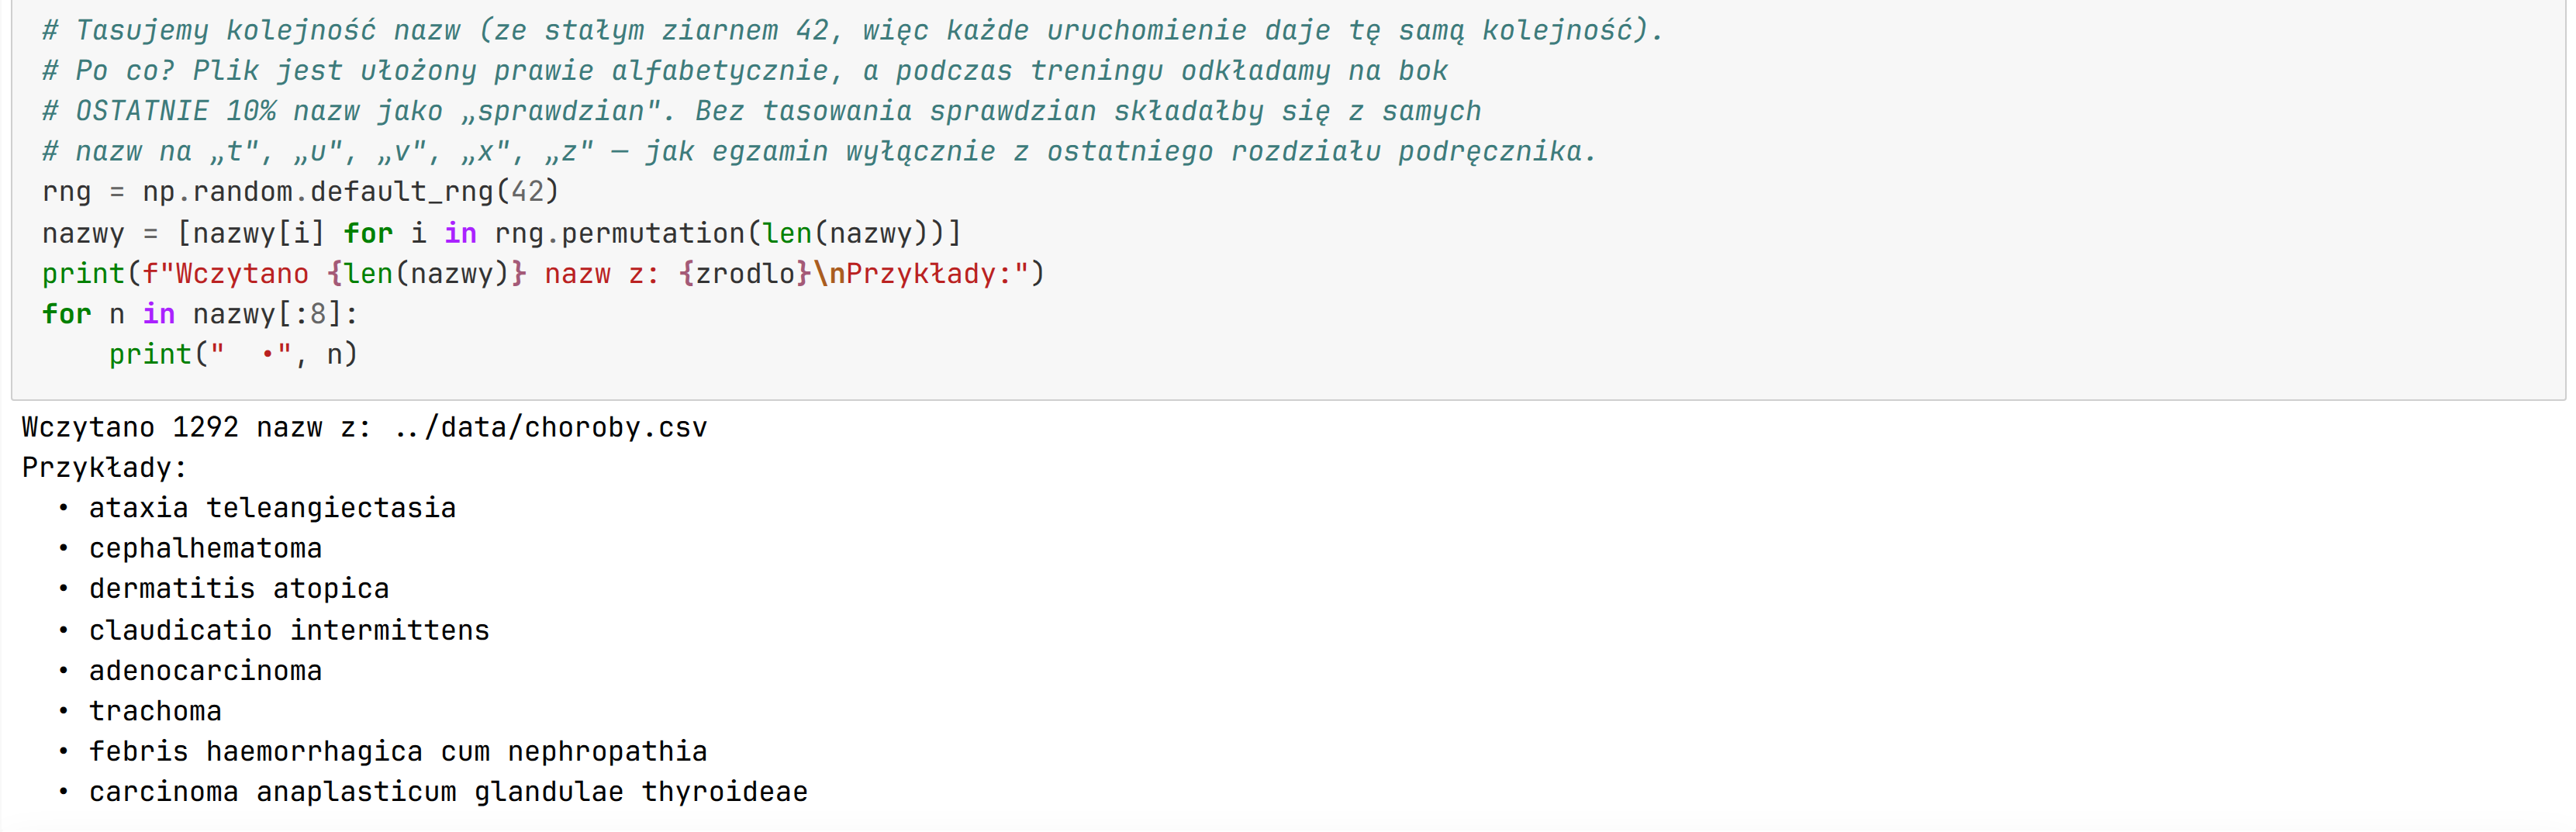 # Tasujemy kolejność nazw (ze stałym ziarnem 42, więc każde uruchomienie daje tę samą kolejność).
# Po co? Plik jest ułożony prawie alfabetycznie, a podczas treningu odkładamy na bok
# OSTATNIE 10% nazw jako „sprawdzian". Bez tasowania sprawdzian składałby się z samych
# nazw na „t", „u", „v", „x", „z" — jak egzamin wyłącznie z ostatniego rozdziału podręcznika.
rng = np.random.default_rng(42)
nazwy = [nazwy[i] for i in rng.permutation(len(nazwy))]
print(f"Wczytano {len(nazwy)} nazw z: {zrodlo}\nPrzykłady:")
for n in nazwy[:8]:
    print("  •", n)
Wczytano 1292 nazw z: ../data/choroby.csv
Przykłady:
  • ataxia teleangiectasia
  • cephalhematoma
  • dermatitis atopica
  • claudicatio intermittens
  • adenocarcinoma
  • trachoma
  • febris haemorrhagica cum nephropathia
  • carcinoma anaplasticum glandulae thyroideae